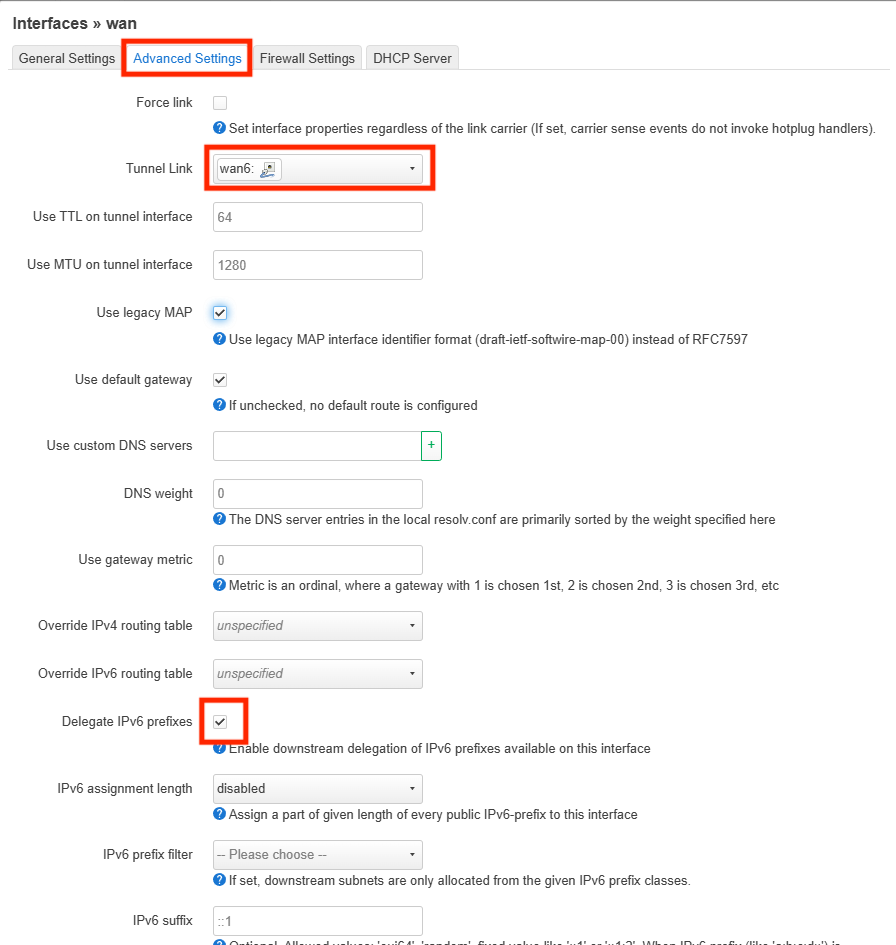 Interfaces » wan
General Settings Advanced Settings Firewall Settings DHCP Server
Force link
Set interface properties regardless of the link carrier (If set, carrier sense events do not invoke hotplug handlers).
Tunnel Link wan6:
Use TTL on tunnel interface 64
Use MTU on tunnel interface 1280
Use legacy MAP
Use legacy MAP interface identifier format (draft-ietf-softwire-map-00) instead of RFC7597
Use default gateway
If unchecked, no default route is configured
Use custom DNS servers +
DNS weight 0
The DNS server entries in the local resolv.conf are primarily sorted by the weight specified here
Use gateway metric 0
Metric is an ordinal, where a gateway with 1 is chosen 1st, 2 is chosen 2nd, 3 is chosen 3rd, etc
Override IPv4 routing table unspecified
Override IPv6 routing table unspecified
Delegate IPv6 prefixes
Enable downstream delegation of IPv6 prefixes available on this interface
IPv6 assignment length disabled
Assign a part of given length of every public IPv6-prefix to this interface
IPv6 prefix filter -- Please choose --
If set, downstream subnets are only allocated from the given IPv6 prefix classes.
IPv6 suffix ::1